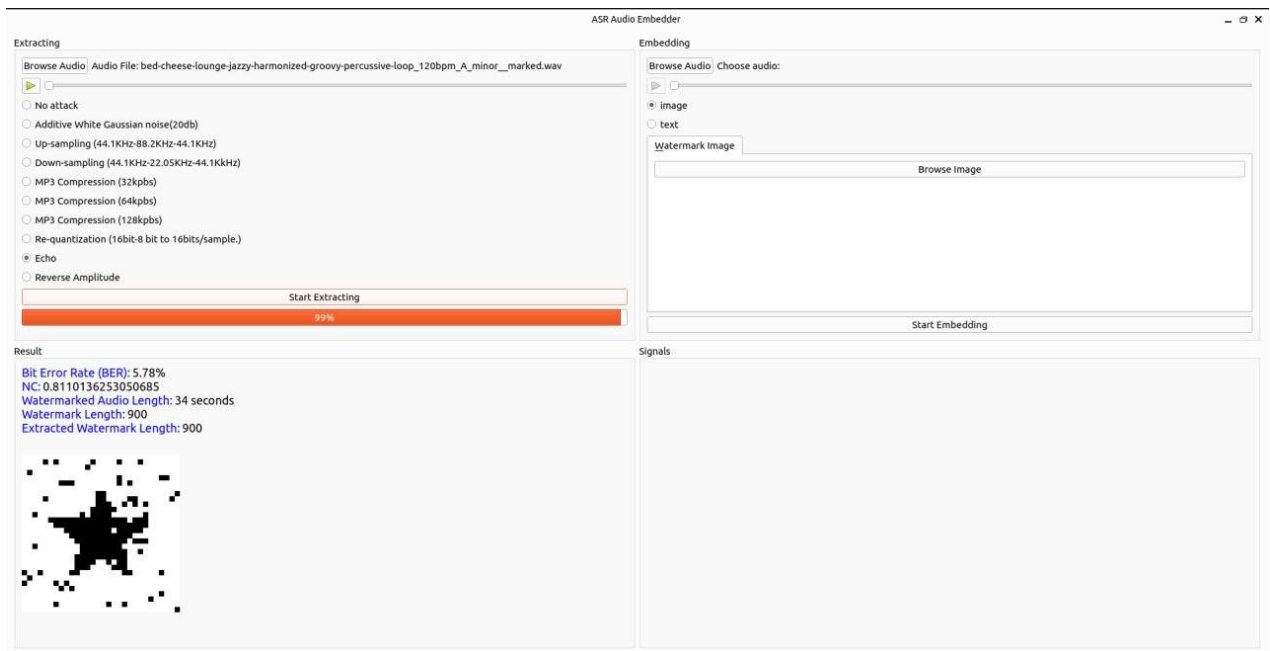 ASR Audio Embedder
Extracting
Browse Audio Audio File: bed-cheese-lounge-jazzy-harmonized-groovy-percussive-loop_120bpm_A_minor__marked.wav
No attack
Additive White Gaussian noise(20db)
Up-sampling (44.1KHz-88.2KHz-44.1KHz)
Down-sampling (44.1KHz-22.05KHz-44.1KkHz)
MP3 Compression (32kpbs)
MP3 Compression (64kpbs)
MP3 Compression (128kpbs)
Re-quantization (16bit-8 bit to 16bits/sample.)
Echo
Reverse Amplitude
Start Extracting
99%
Embedding
Browse Audio Choose audio:
image
text
Watermark Image
Browse Image
Start Embedding
Result
Bit Error Rate (BER): 5.78%
NC: 0.8110136253050685
Watermarked Audio Length: 34 seconds
Watermark Length: 900
Extracted Watermark Length: 900
Signals